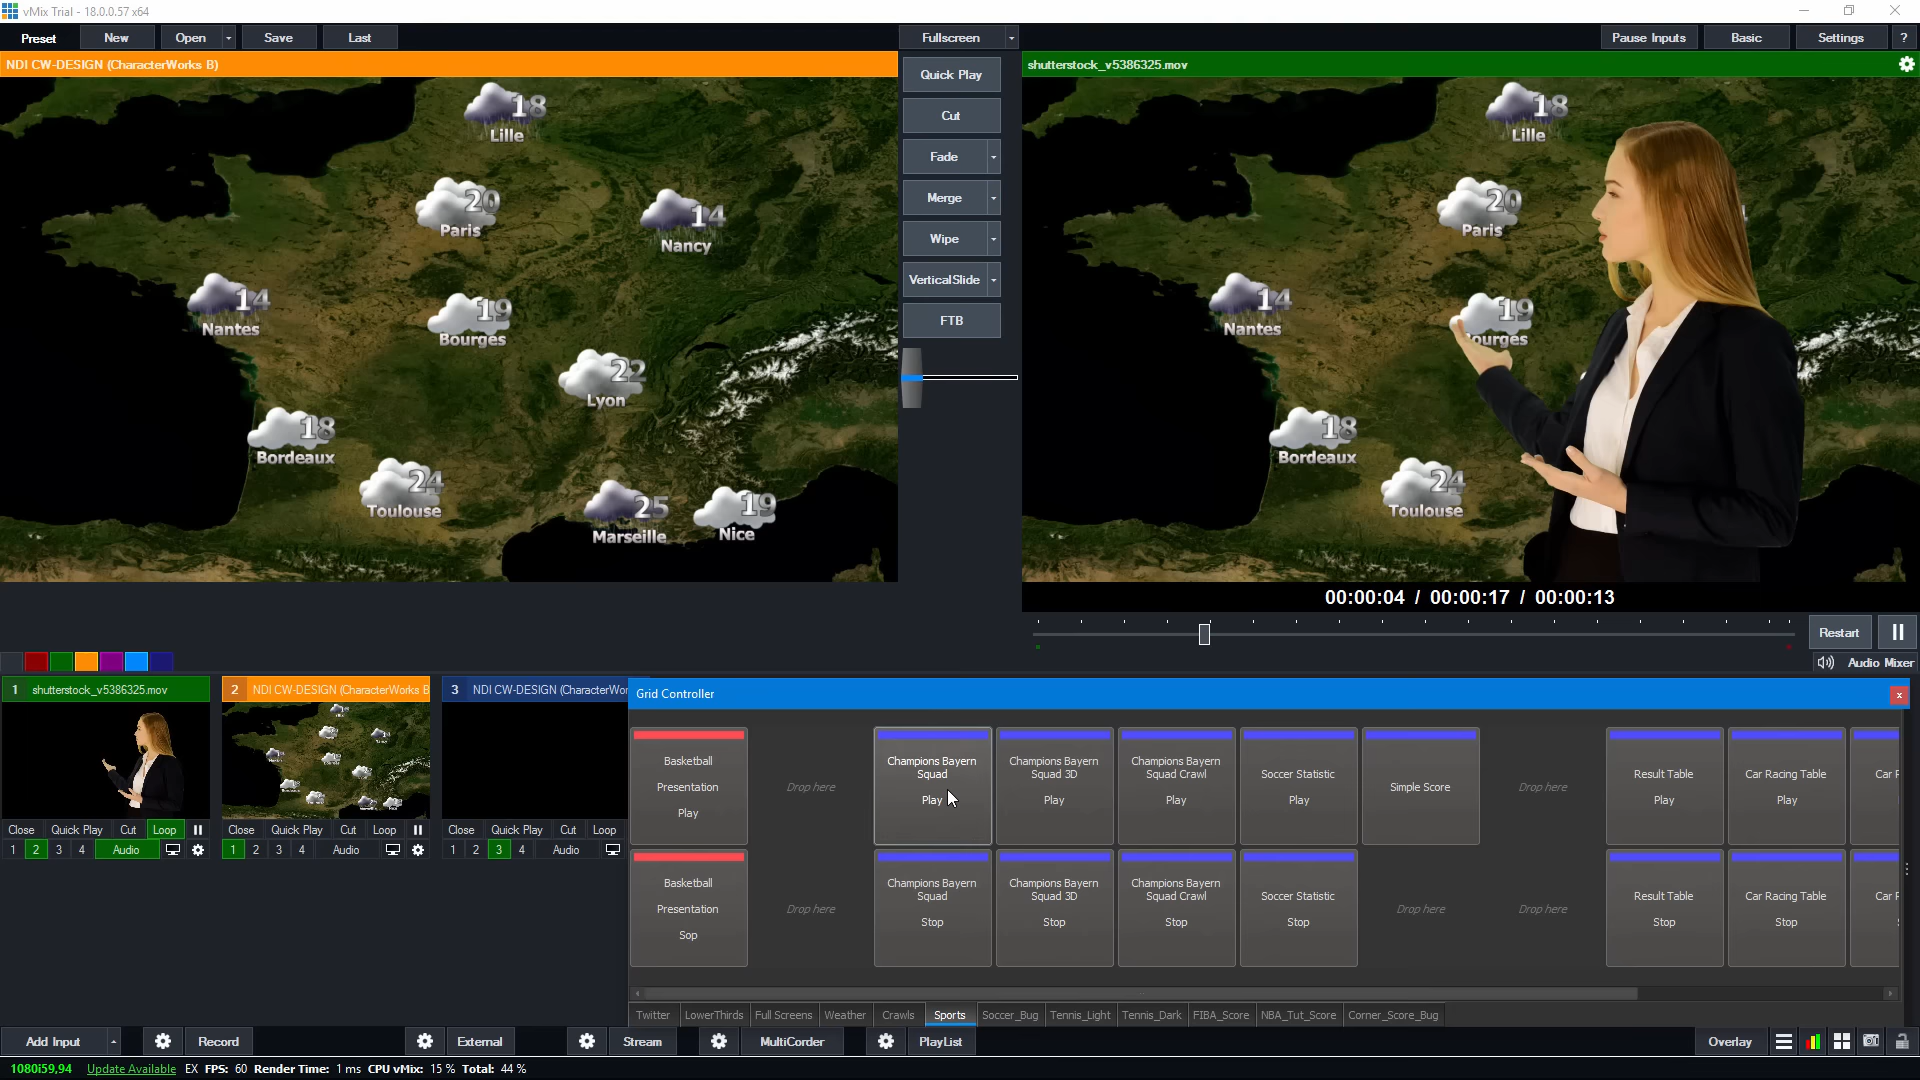 vMix Trial - 18.0.0.57 x64
Preset New Open Save Last Fullscreen Pause Inputs Basic Settings ?
NDI CW-DESIGN (CharacterWorks B)
shutterstock_v5386325.mov
Quick Play
Cut
Fade
Merge
Wipe
VerticalSlide
FTB
18
Lille
20
Paris
14
Nancy
14
Nantes
19
Bourges
22
Lyon
18
Bordeaux
24
Toulouse
25
Marseille
19
Nice
18
Lille
20
Paris
14
Nantes
19
ourges
18
Bordeaux
24
Toulouse
00:00:04 / 00:00:17 / 00:00:13
Restart
Audio Mixer
1 shutterstock_v5386325.mov
Close Quick Play Cut Loop
1 2 3 4 Audio
2 NDI CW-DESIGN (CharacterWorks B
Close Quick Play Cut Loop
1 2 3 4 Audio
3 NDI CW-DESIGN (CharacterWor
Close Quick Play Cut Loop
1 2 3 4 Audio
Grid Controller x
Basketball
Presentation
Play
Drop here
Champions Bayern
Squad
Play
Champions Bayern
Squad 3D
Play
Champions Bayern
Squad Crawl
Play
Soccer Statistic
Play
Simple Score
Drop here
Result Table
Play
Car Racing Table
Play
Car F
Basketball
Presentation
Sop
Drop here
Champions Bayern
Squad
Stop
Champions Bayern
Squad 3D
Stop
Champions Bayern
Squad Crawl
Stop
Soccer Statistic
Stop
Drop here
Drop here
Result Table
Stop
Car Racing Table
Stop
Car F
Twitter LowerThirds Full Screens Weather Crawls Sports Soccer_Bug Tennis_Light Tennis_Dark FIBA_Score NBA_Tut_Score Corner_Score_Bug
Add Input Record External Stream MultiCorder PlayList Overlay
1080i59,94 Update Available EX FPS: 60 Render Time: 1 ms CPU vMix: 15 % Total: 44 %